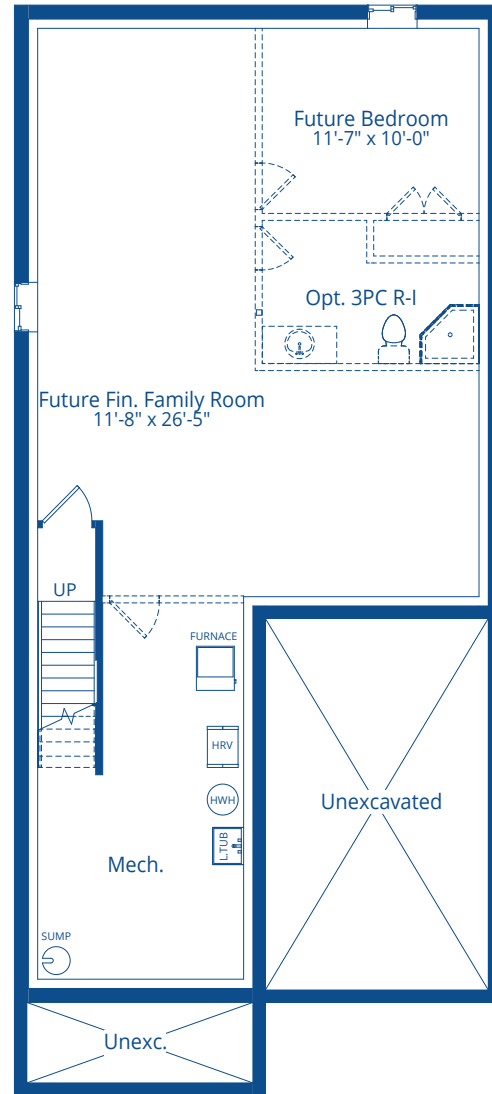 Future Bedroom
11'-7" x 10'-0"
Opt. 3PC R-I
Future Fin. Family Room
11'-8" x 26'-5"
UP
FURNACE
HRV
HWH
L.TUB
Unexcavated
Mech.
SUMP
Unexc.